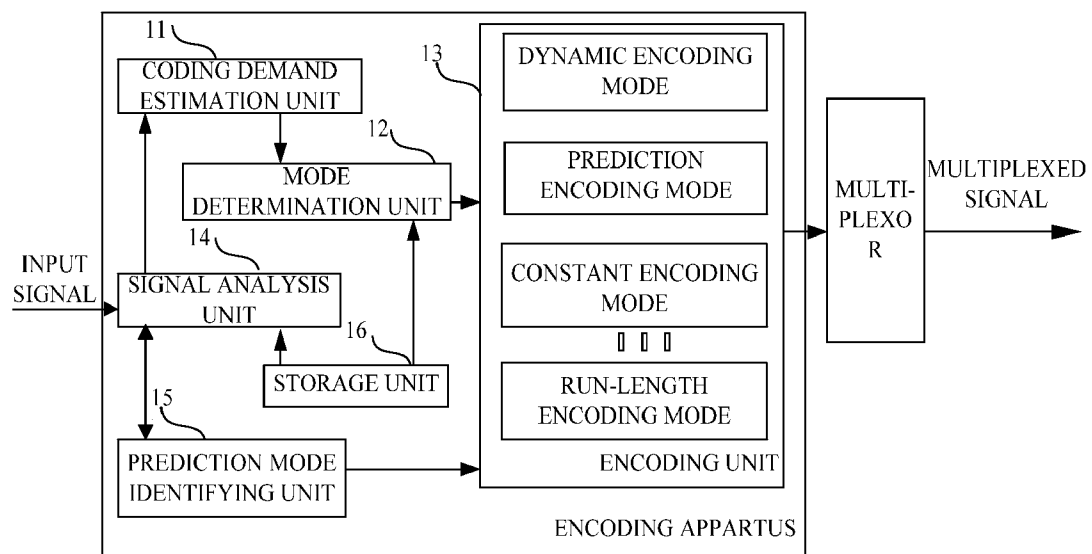 11
CODING DEMAND
ESTIMATION UNIT
12
MODE
DETERMINATION UNIT
14
INPUT
SIGNAL
SIGNAL ANALYSIS
UNIT
16
STORAGE UNIT
15
PREDICTION MODE
IDENTIFYING UNIT
13
DYNAMIC ENCODING
MODE
PREDICTION
ENCODING MODE
CONSTANT ENCODING
MODE
RUN-LENGTH
ENCODING MODE
ENCODING UNIT
ENCODING APPARTUS
MULTI-
PLEXO
R
MULTIPLEXED
SIGNAL